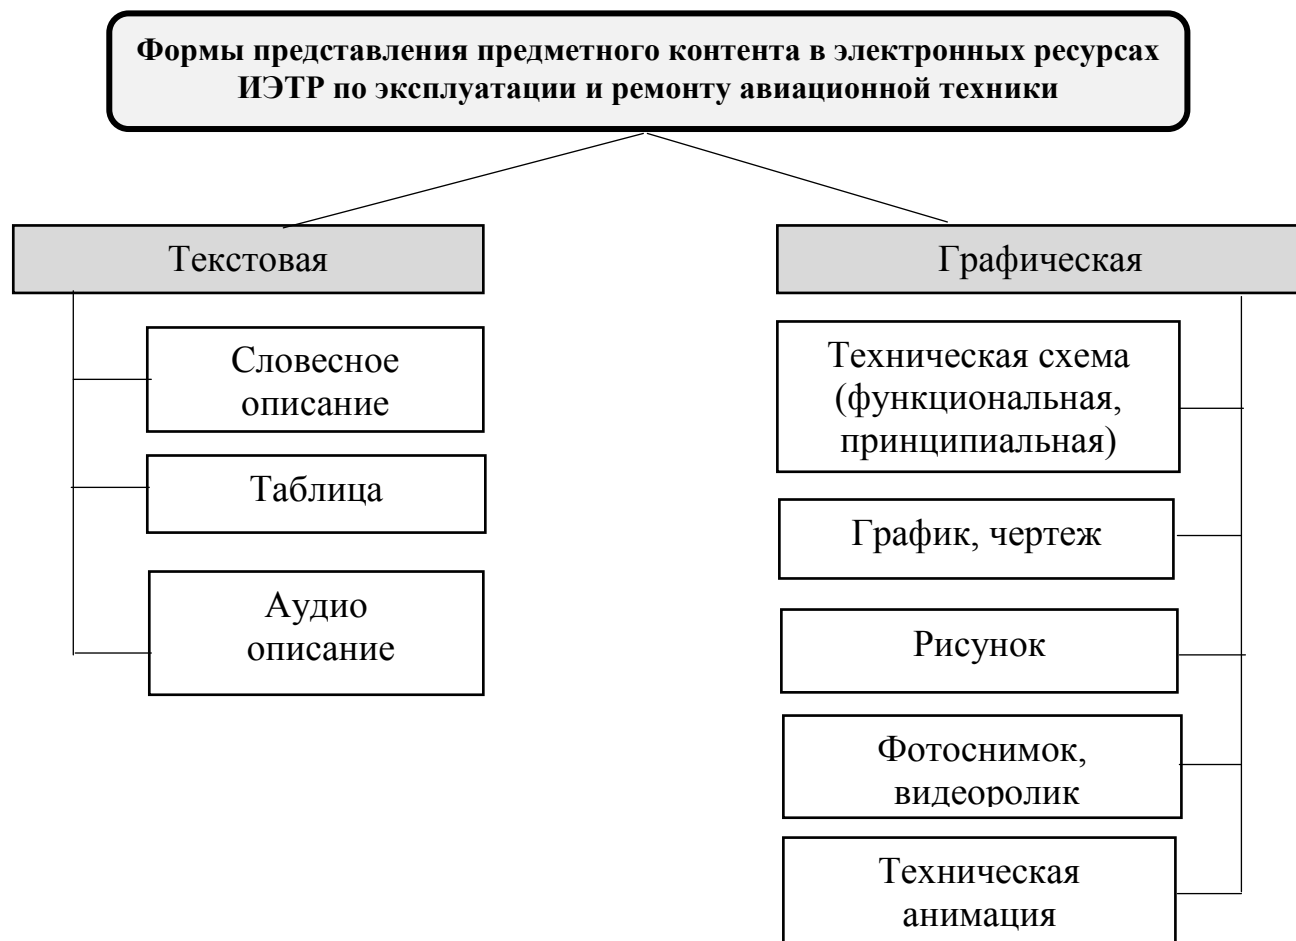 Формы представления предметного контента в электронных ресурсах
ИЭТР по эксплуатации и ремонту авиационной техники
Текстовая
Словесное
описание
Таблица
Аудио
описание
Графическая
Техническая схема
(функциональная,
принципиальная)
График, чертеж
Рисунок
Фотоснимок,
видеоролик
Техническая
анимация